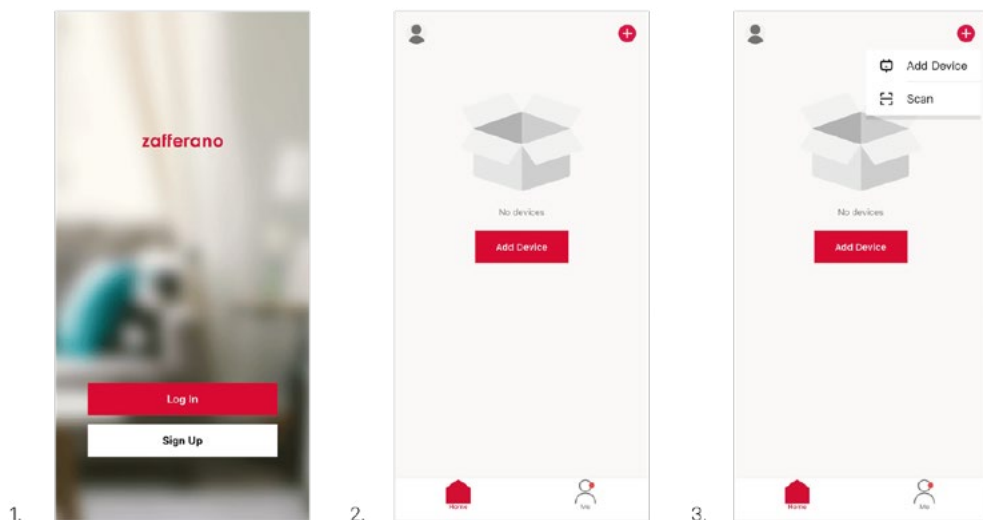 zafferano
Log In
Sign Up
1.
No devices
Add Device
Home
Me
2.
Add Device
Scan
No devices
Add Device
Home
Me
3.